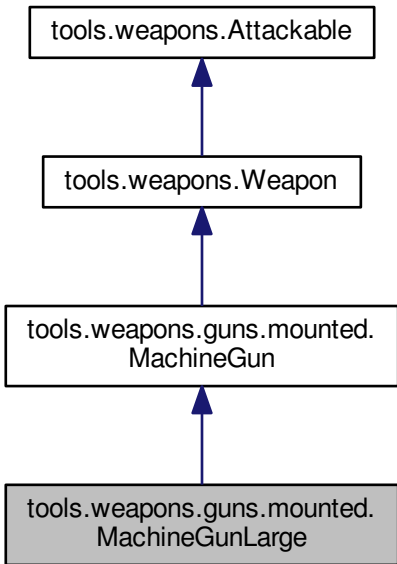 tools.weapons.Attackable
tools.weapons.Weapon
tools.weapons.guns.mounted.
MachineGun
tools.weapons.guns.mounted.
MachineGunLarge